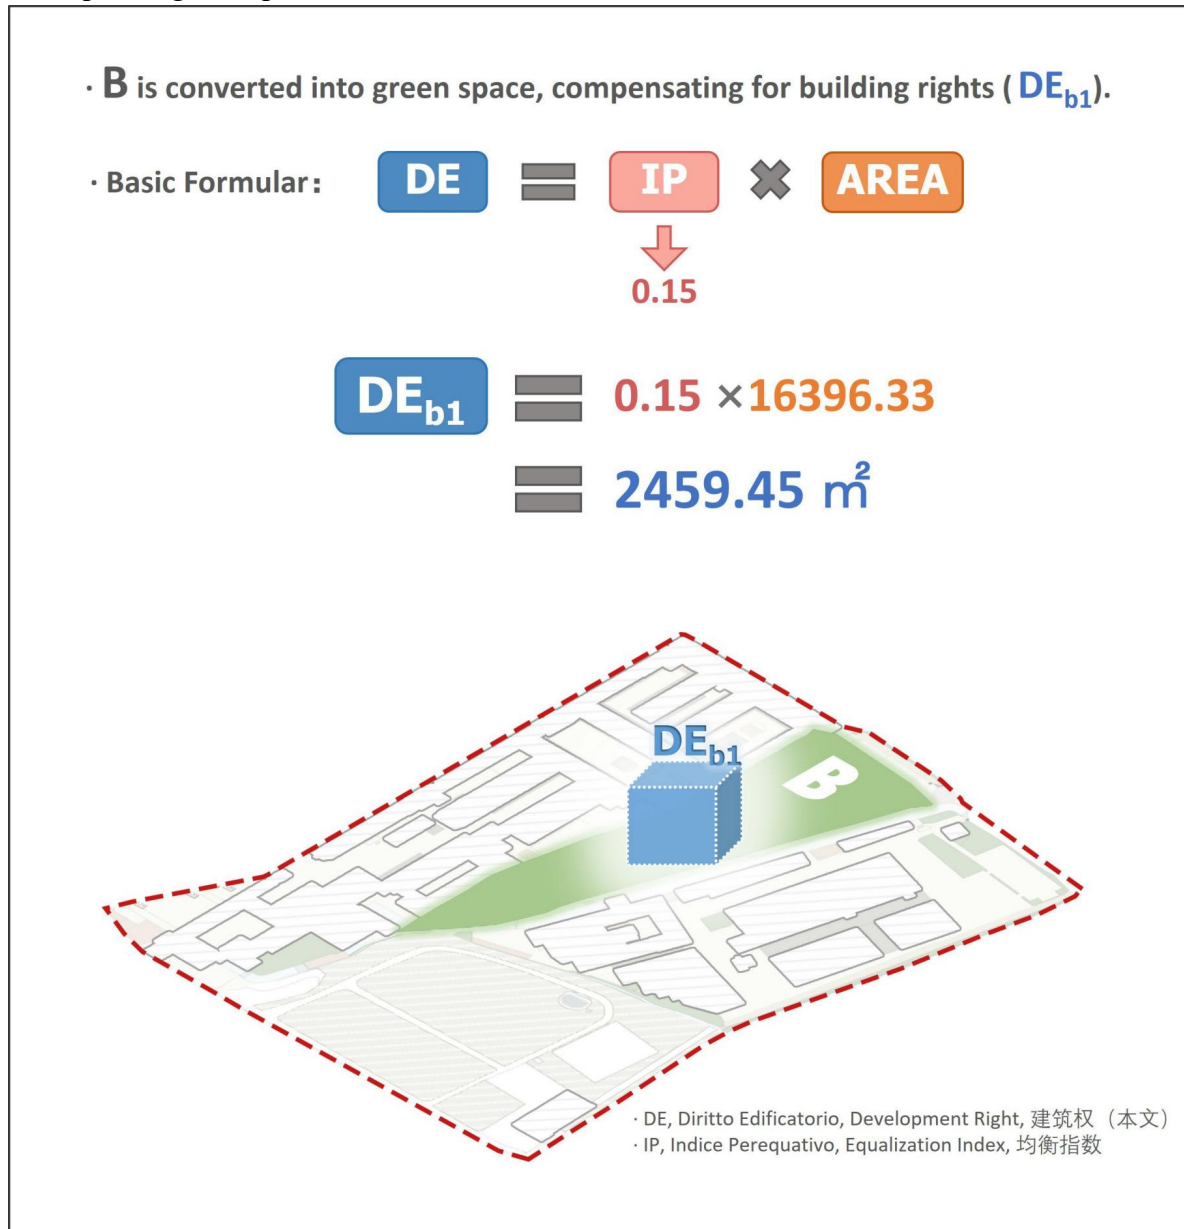 · B is converted into green space, compensating for building rights ( DEb1).
· Basic Formular: DE = IP × AREA
0.15
DEb1 = 0.15 ×16396.33
= 2459.45 ㎡
DEb1
B
· DE, Diritto Edificatorio, Development Right, 建筑权（本文）
· IP, Indice Perequativo, Equalization Index, 均衡指数